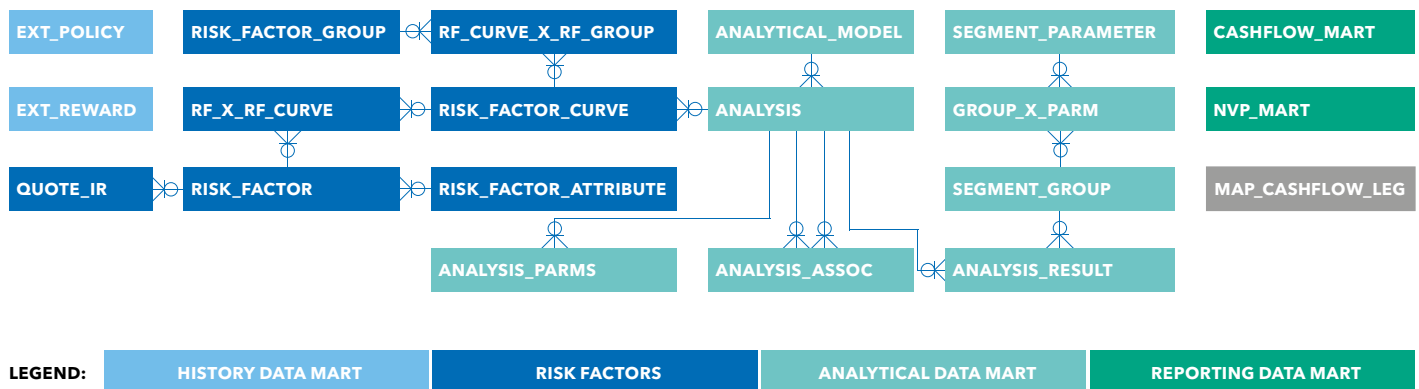 EXT_POLICY
RISK_FACTOR_GROUP
RF_CURVE_X_RF_GROUP
ANALYTICAL_MODEL
SEGMENT_PARAMETER
CASHFLOW_MART
EXT_REWARD
RF_X_RF_CURVE
RISK_FACTOR_CURVE
ANALYSIS
GROUP_X_PARM
NVP_MART
QUOTE_IR
RISK_FACTOR
RISK_FACTOR_ATTRIBUTE
SEGMENT_GROUP
MAP_CASHFLOW_LEG
ANALYSIS_PARMS
ANALYSIS_ASSOC
ANALYSIS_RESULT
LEGEND:
HISTORY DATA MART
RISK FACTORS
ANALYTICAL DATA MART
REPORTING DATA MART